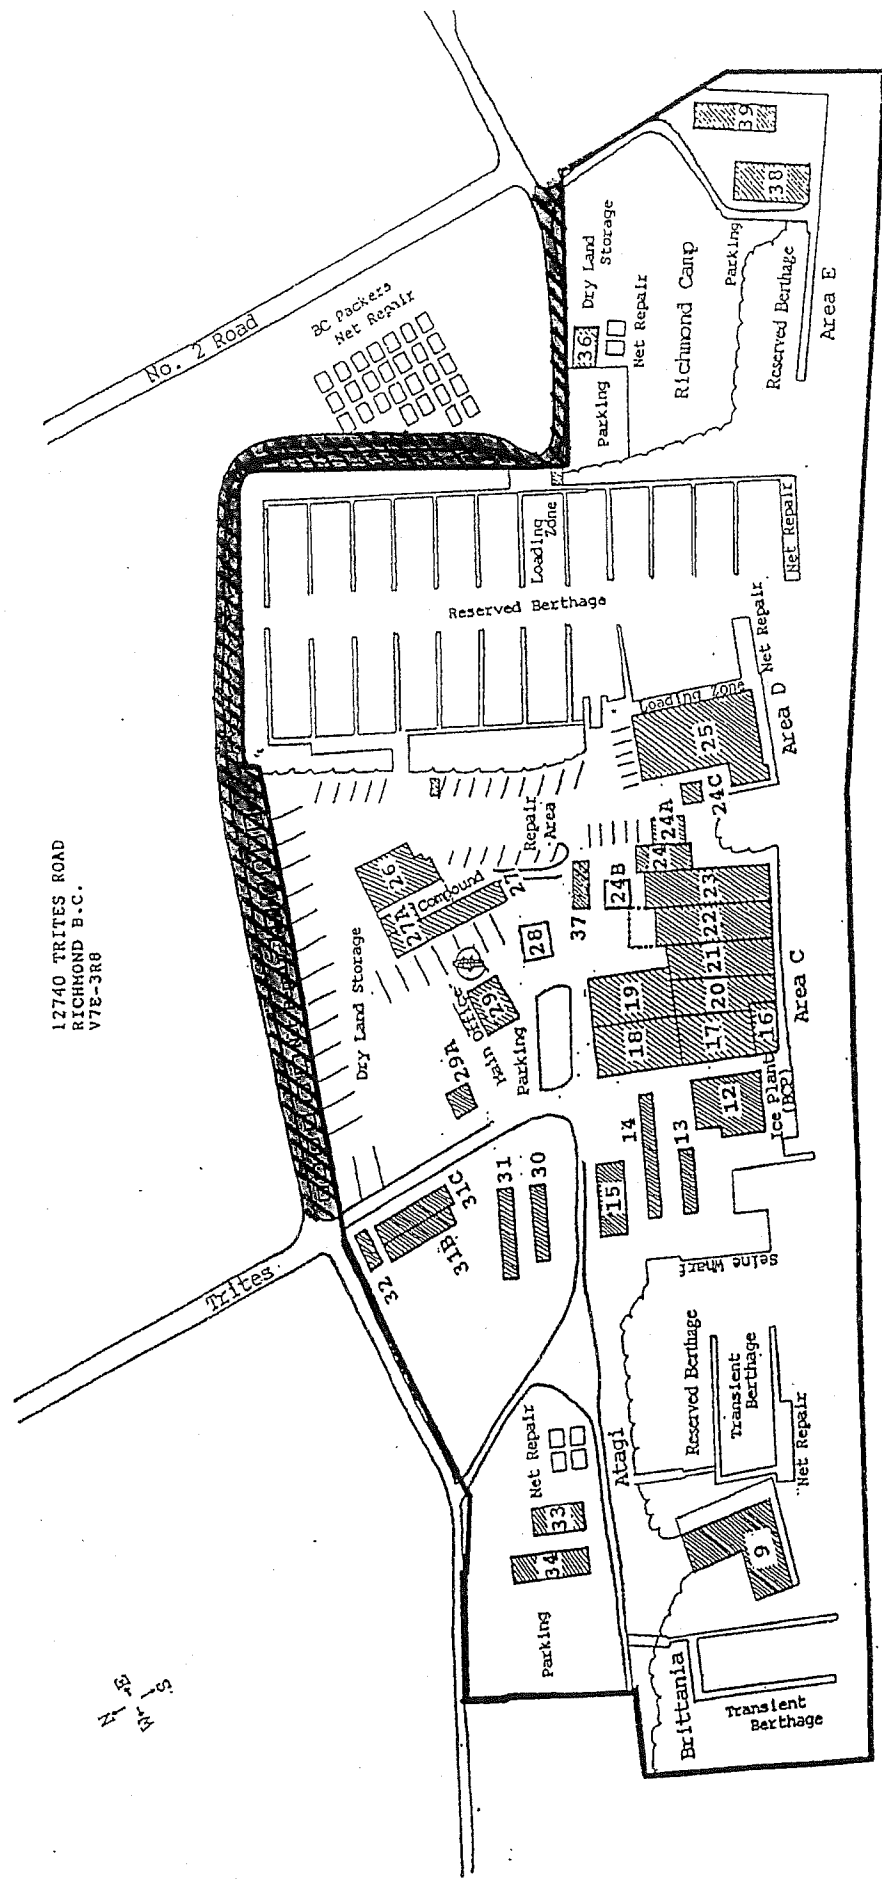 12740 TRITES ROAD
RICHMOND B.C.
V7E-3R8
N
E
W
S
Trites
No. 2 Road
BC Packers
Net Repair
Dry Land Storage
32
31B
31C
31
30
29A
Main Office
29
Parking
28
27A
26
Compound
27
Repair
Area
37
Reserved Berthage
Loading
Zone
Net Repair
Parking
36
Dry Land
Storage
Net Repair
Richmond Camp
Parking
Reserved Berthage
Area E
38
39
Parking
34
33
Net Repair
Atagi
15
14
13
12
Ice Plant
(BCP)
18
19
17
20
21
22
23
16
24B
24
24A
24C
25
Loading Zone
Net Repair
Area D
Area C
Seine Wharf
Reserved Berthage
Transient
Berthage
Net Repair
9
Brittania
Transient
Berthage